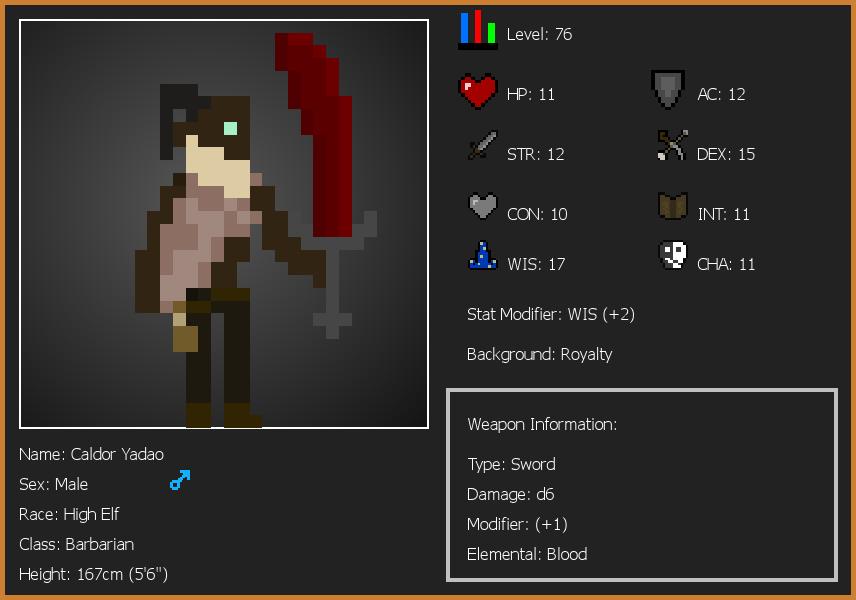 Level: 76
HP: 11
AC: 12
STR: 12
DEX: 15
CON: 10
INT: 11
WIS: 17
CHA: 11
Stat Modifier: WIS (+2)
Background: Royalty
Weapon Information:
Type: Sword
Damage: d6
Modifier: (+1)
Elemental: Blood
Name: Caldor Yadao
Sex: Male
Race: High Elf
Class: Barbarian
Height: 167cm (5'6")